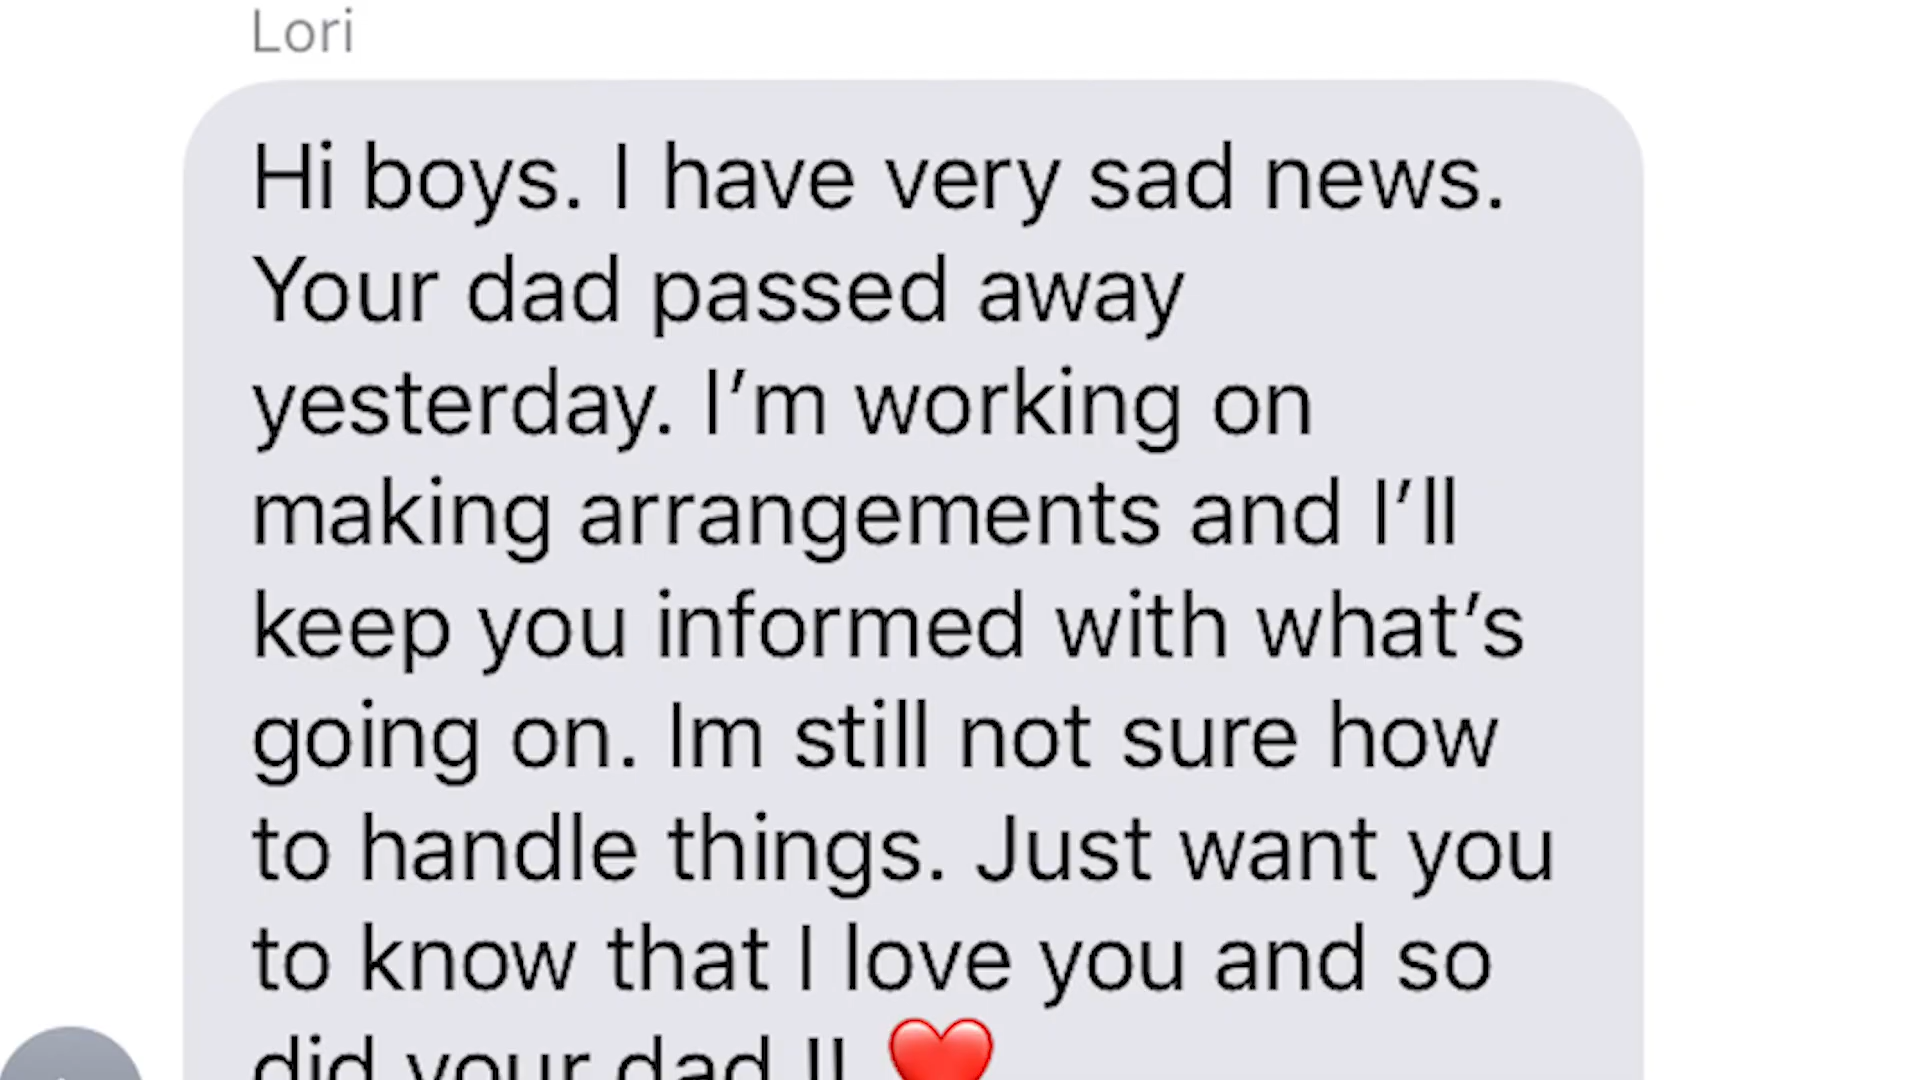 Lori
Hi boys. I have very sad news.
Your dad passed away
yesterday. I’m working on
making arrangements and I’ll
keep you informed with what’s
going on. Im still not sure how
to handle things. Just want you
to know that I love you and so
did your dad !! ❤️